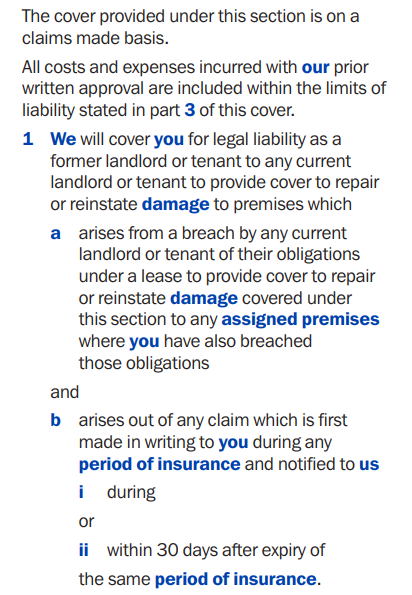 The cover provided under this section is on a
claims made basis.
All costs and expenses incurred with our prior
written approval are included within the limits of
liability stated in part 3 of this cover.
1 We will cover you for legal liability as a
former landlord or tenant to any current
landlord or tenant to provide cover to repair
or reinstate damage to premises which
a arises from a breach by any current
landlord or tenant of their obligations
under a lease to provide cover to repair
or reinstate damage covered under
this section to any assigned premises
where you have also breached
those obligations
and
b arises out of any claim which is first
made in writing to you during any
period of insurance and notified to us
i during
or
ii within 30 days after expiry of
the same period of insurance.